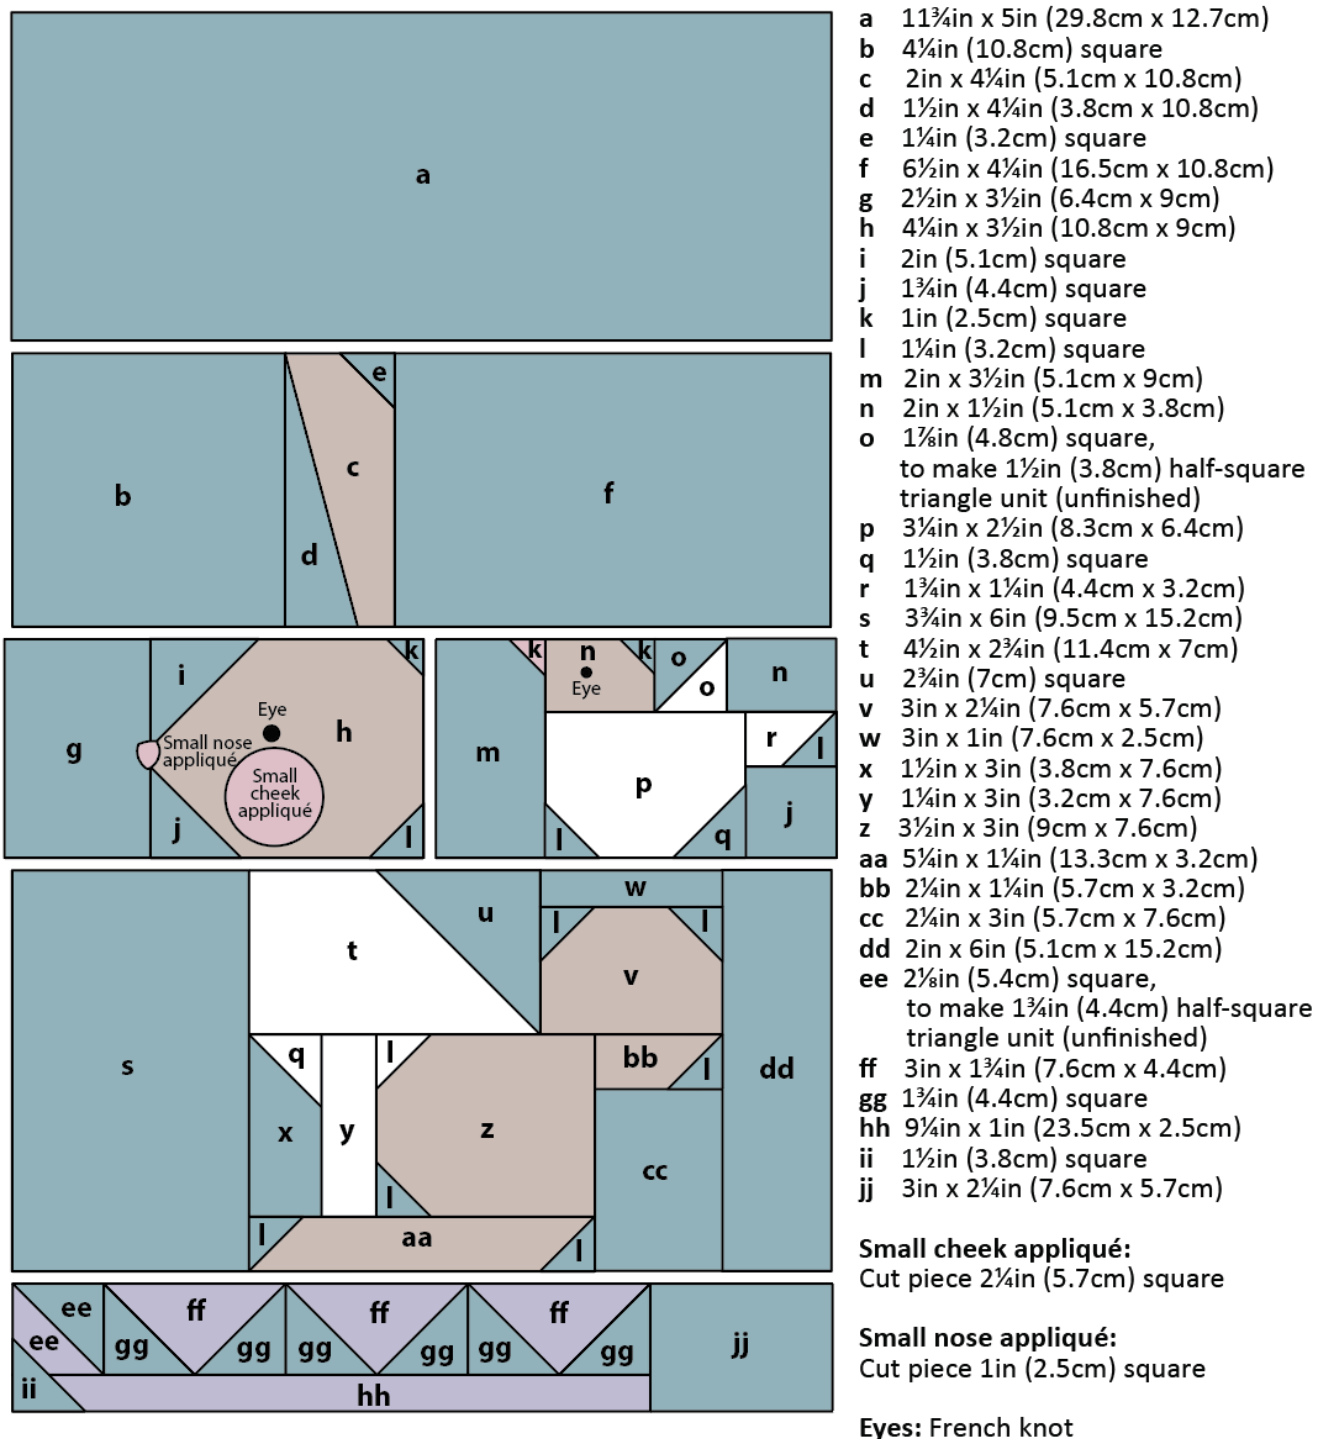 a
b
c
d
e
f
g
h
i
j
k
l
Eye
Small nose
appliqué
Small
cheek
appliqué
m
k
n
Eye
k
o
o
n
p
r
l
j
l
q
s
t
u
w
l
l
v
q
l
x
y
z
l
bb
l
cc
dd
l
aa
l
ee
ee
ff
ff
ff
gg
gg
gg
gg
gg
gg
ii
hh
jj
a 11¾in x 5in (29.8cm x 12.7cm)
b 4¼in (10.8cm) square
c 2in x 4¼in (5.1cm x 10.8cm)
d 1½in x 4¼in (3.8cm x 10.8cm)
e 1¼in (3.2cm) square
f 6½in x 4¼in (16.5cm x 10.8cm)
g 2½in x 3½in (6.4cm x 9cm)
h 4¼in x 3½in (10.8cm x 9cm)
i 2in (5.1cm) square
j 1¾in (4.4cm) square
k 1in (2.5cm) square
l 1¼in (3.2cm) square
m 2in x 3½in (5.1cm x 9cm)
n 2in x 1½in (5.1cm x 3.8cm)
o 1⅞in (4.8cm) square,
to make 1½in (3.8cm) half-square
triangle unit (unfinished)
p 3¼in x 2½in (8.3cm x 6.4cm)
q 1½in (3.8cm) square
r 1¾in x 1¼in (4.4cm x 3.2cm)
s 3¾in x 6in (9.5cm x 15.2cm)
t 4½in x 2¾in (11.4cm x 7cm)
u 2¾in (7cm) square
v 3in x 2¼in (7.6cm x 5.7cm)
w 3in x 1in (7.6cm x 2.5cm)
x 1½in x 3in (3.8cm x 7.6cm)
y 1¼in x 3in (3.2cm x 7.6cm)
z 3½in x 3in (9cm x 7.6cm)
aa 5¼in x 1¼in (13.3cm x 3.2cm)
bb 2¼in x 1¼in (5.7cm x 3.2cm)
cc 2¼in x 3in (5.7cm x 7.6cm)
dd 2in x 6in (5.1cm x 15.2cm)
ee 2⅛in (5.4cm) square,
to make 1¾in (4.4cm) half-square
triangle unit (unfinished)
ff 3in x 1¾in (7.6cm x 4.4cm)
gg 1¾in (4.4cm) square
hh 9¼in x 1in (23.5cm x 2.5cm)
ii 1½in (3.8cm) square
jj 3in x 2¼in (7.6cm x 5.7cm)
Small cheek appliqué:
Cut piece 2¼in (5.7cm) square
Small nose appliqué:
Cut piece 1in (2.5cm) square
Eyes: French knot